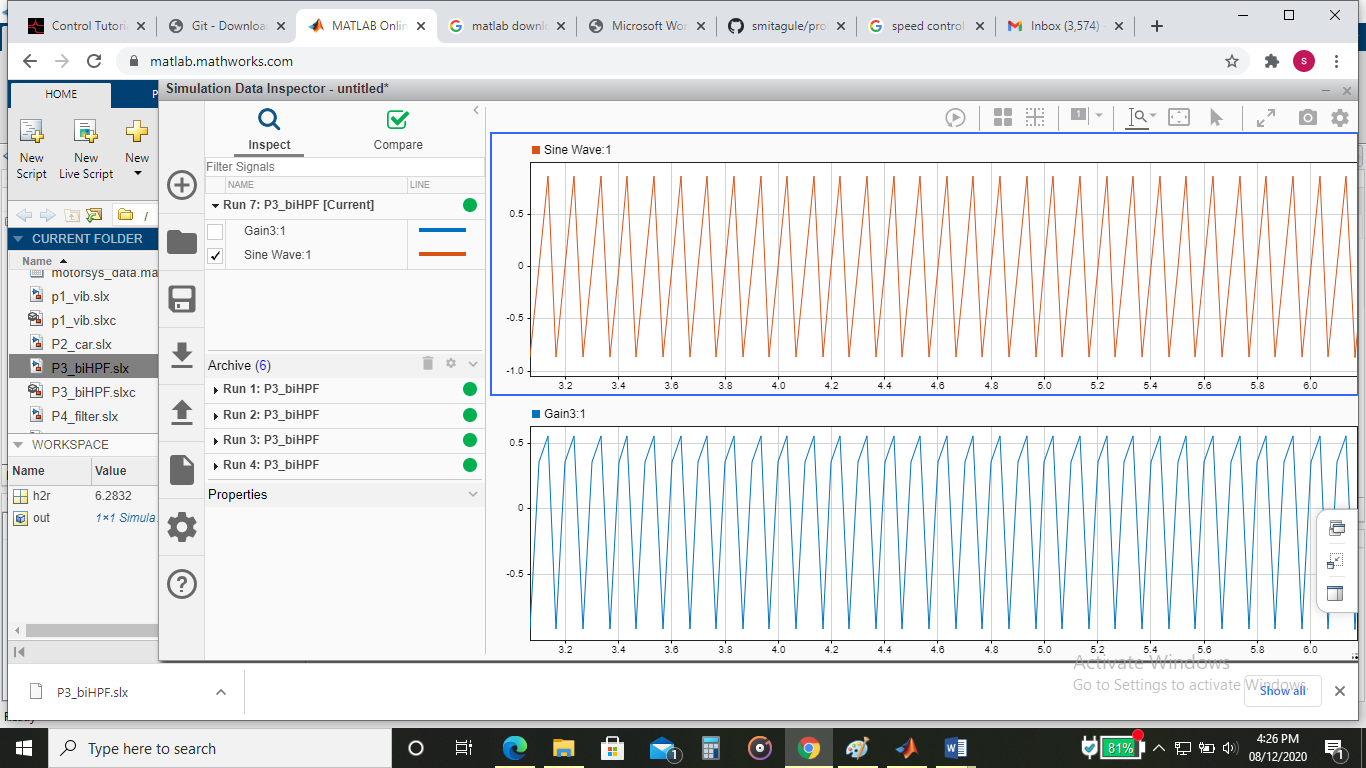 Control Tutori
Git - Downloa
MATLAB Onlin
matlab downl
Microsoft Wor
smitagule/pro
speed control
Inbox (3,574) -
matlab.mathworks.com
s
HOME
P
New Script
New Live Script
New
/
CURRENT FOLDER
Name
motorsys_data.ma
p1_vib.slx
p1_vib.slxc
P2_car.slx
P3_biHPF.slx
P3_biHPF.slxc
P4_filter.slx
WORKSPACE
Name Value
h2r 6.2832
out 1×1 Simula
Simulation Data Inspector - untitled*
Inspect
Compare
Filter Signals
NAME LINE
Run 7: P3_biHPF [Current]
Gain3:1
Sine Wave:1
Archive (6)
Run 1: P3_biHPF
Run 2: P3_biHPF
Run 3: P3_biHPF
Run 4: P3_biHPF
Properties
1
Sine Wave:1
0.5
0
-0.5
-1.0
3.2 3.4 3.6 3.8 4.0 4.2 4.4 4.6 4.8 5.0 5.2 5.4 5.6 5.8 6.0
Gain3:1
0.5
0
-0.5
3.2 3.4 3.6 3.8 4.0 4.2 4.4 4.6 4.8 5.0 5.2 5.4 5.6 5.8 6.0
Activate Windows
Go to Settings to activate Windows.
P3_biHPF.slx
Show all
Type here to search
1
81%
4:26 PM
08/12/2020
1